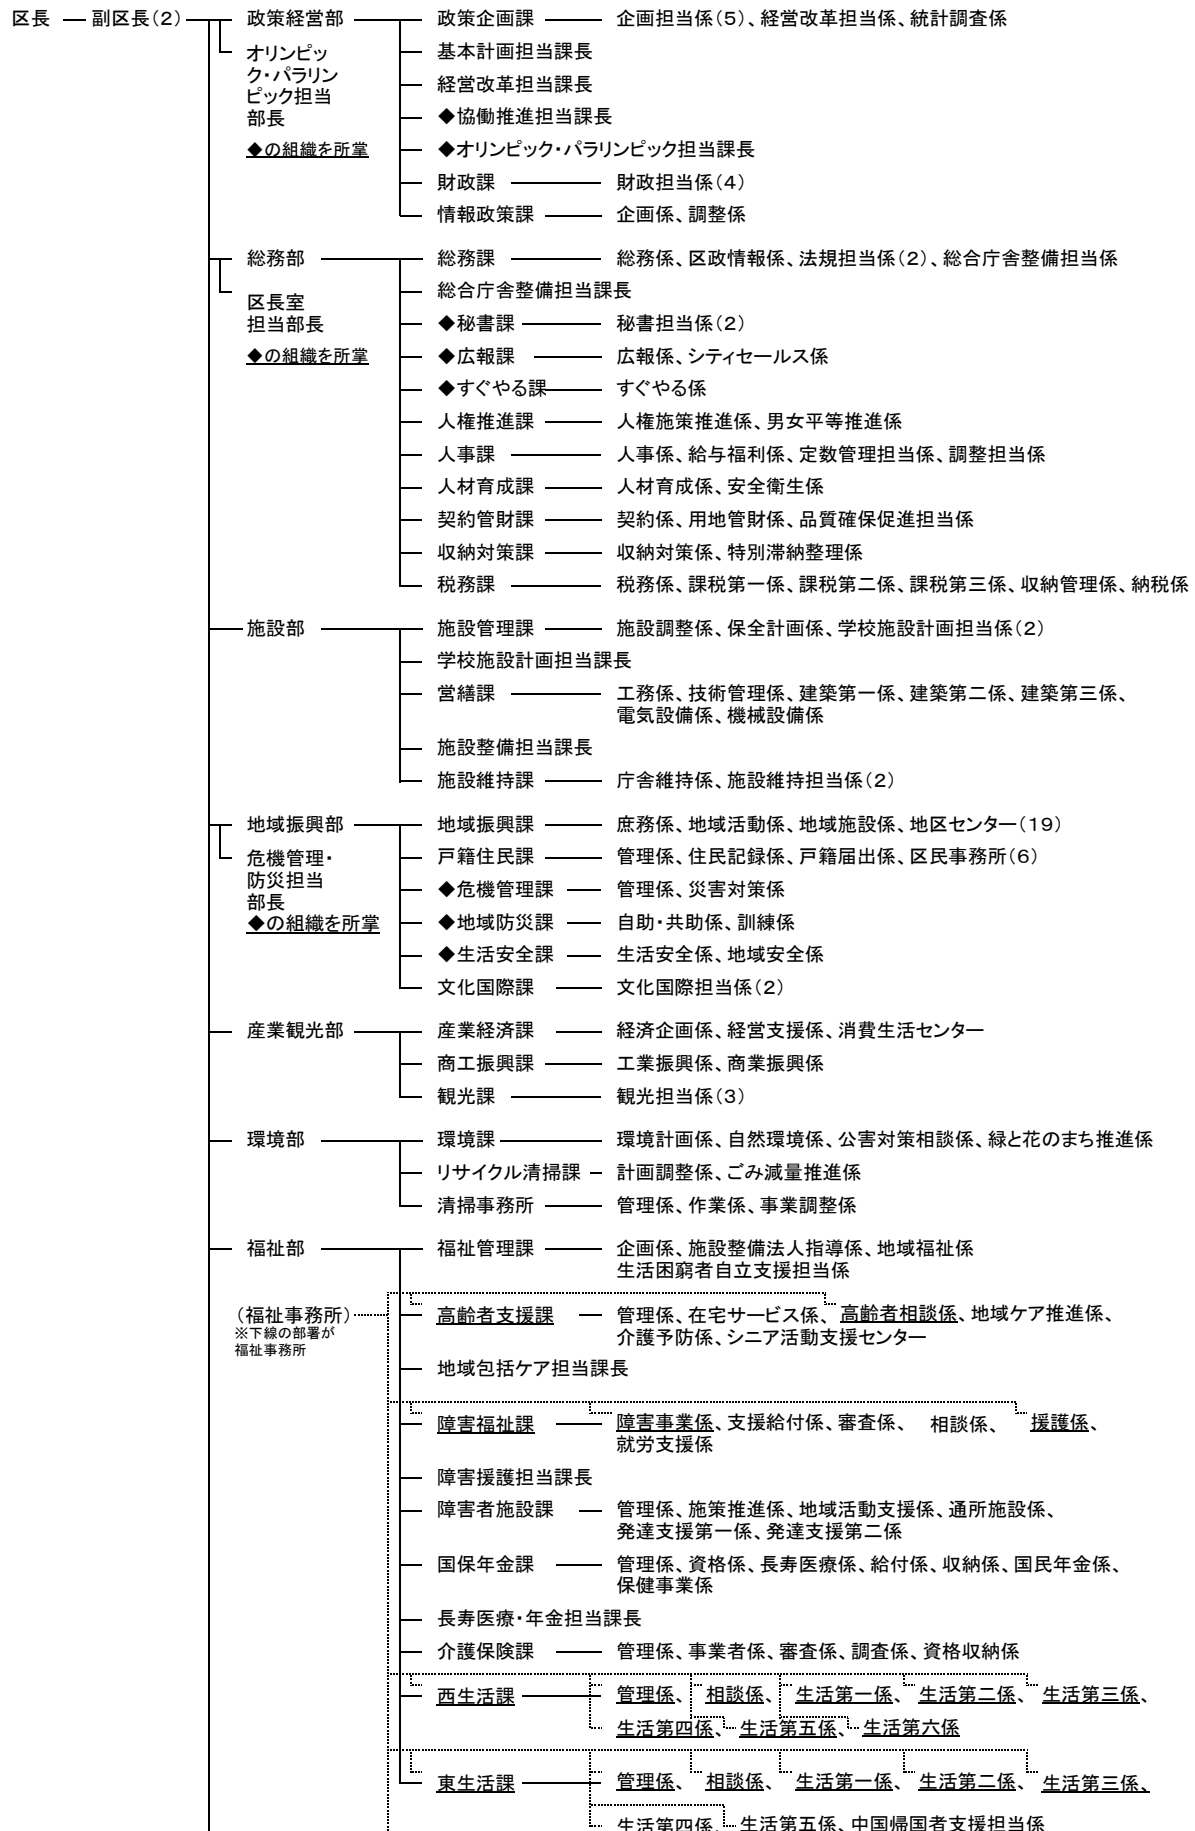 区長 副区長(2) 政策経営部 政策企画課 企画担当係(5)、経営改革担当係、統計調査係
オリンピッ
ク・パラリン
ピック担当
部長
◆の組織を所掌
基本計画担当課長
経営改革担当課長
◆協働推進担当課長
◆オリンピック・パラリンピック担当課長
財政課 財政担当係(4)
情報政策課 企画係、調整係
総務部 総務課 総務係、区政情報係、法規担当係(2)、総合庁舎整備担当係
区長室
担当部長
◆の組織を所掌
総合庁舎整備担当課長
◆秘書課 秘書担当係(2)
◆広報課 広報係、シティセールス係
◆すぐやる課 すぐやる係
人権推進課 人権施策推進係、男女平等推進係
人事課 人事係、給与福利係、定数管理担当係、調整担当係
人材育成課 人材育成係、安全衛生係
契約管財課 契約係、用地管財係、品質確保促進担当係
収納対策課 収納対策係、特別滞納整理係
税務課 税務係、課税第一係、課税第二係、課税第三係、収納管理係、納税係
施設部 施設管理課 施設調整係、保全計画係、学校施設計画担当係(2)
学校施設計画担当課長
営繕課 工務係、技術管理係、建築第一係、建築第二係、建築第三係、
電気設備係、機械設備係
施設整備担当課長
施設維持課 庁舎維持係、施設維持担当係(2)
地域振興部 地域振興課 庶務係、地域活動係、地域施設係、地区センター(19)
危機管理・
防災担当
部長
◆の組織を所掌
戸籍住民課 管理係、住民記録係、戸籍届出係、区民事務所(6)
◆危機管理課 管理係、災害対策係
◆地域防災課 自助・共助係、訓練係
◆生活安全課 生活安全係、地域安全係
文化国際課 文化国際担当係(2)
産業観光部 産業経済課 経済企画係、経営支援係、消費生活センター
商工振興課 工業振興係、商業振興係
観光課 観光担当係(3)
環境部 環境課 環境計画係、自然環境係、公害対策相談係、緑と花のまち推進係
リサイクル清掃課 計画調整係、ごみ減量推進係
清掃事務所 管理係、作業係、事業調整係
福祉部 福祉管理課 企画係、施設整備法人指導係、地域福祉係
生活困窮者自立支援担当係
(福祉事務所)
※下線の部署が
福祉事務所
高齢者支援課 管理係、在宅サービス係、高齢者相談係、地域ケア推進係、
介護予防係、シニア活動支援センター
地域包括ケア担当課長
障害福祉課 障害事業係、支援給付係、審査係、相談係、援護係、
就労支援係
障害援護担当課長
障害者施設課 管理係、施策推進係、地域活動支援係、通所施設係、
発達支援第一係、発達支援第二係
国保年金課 管理係、資格係、長寿医療係、給付係、収納係、国民年金係、
保健事業係
長寿医療・年金担当課長
介護保険課 管理係、事業者係、審査係、調査係、資格収納係
西生活課 管理係、相談係、生活第一係、生活第二係、生活第三係、
生活第四係、生活第五係、生活第六係
東生活課 管理係、相談係、生活第一係、生活第二係、生活第三係、
生活第四係、生活第五係、中国帰国者支援担当係